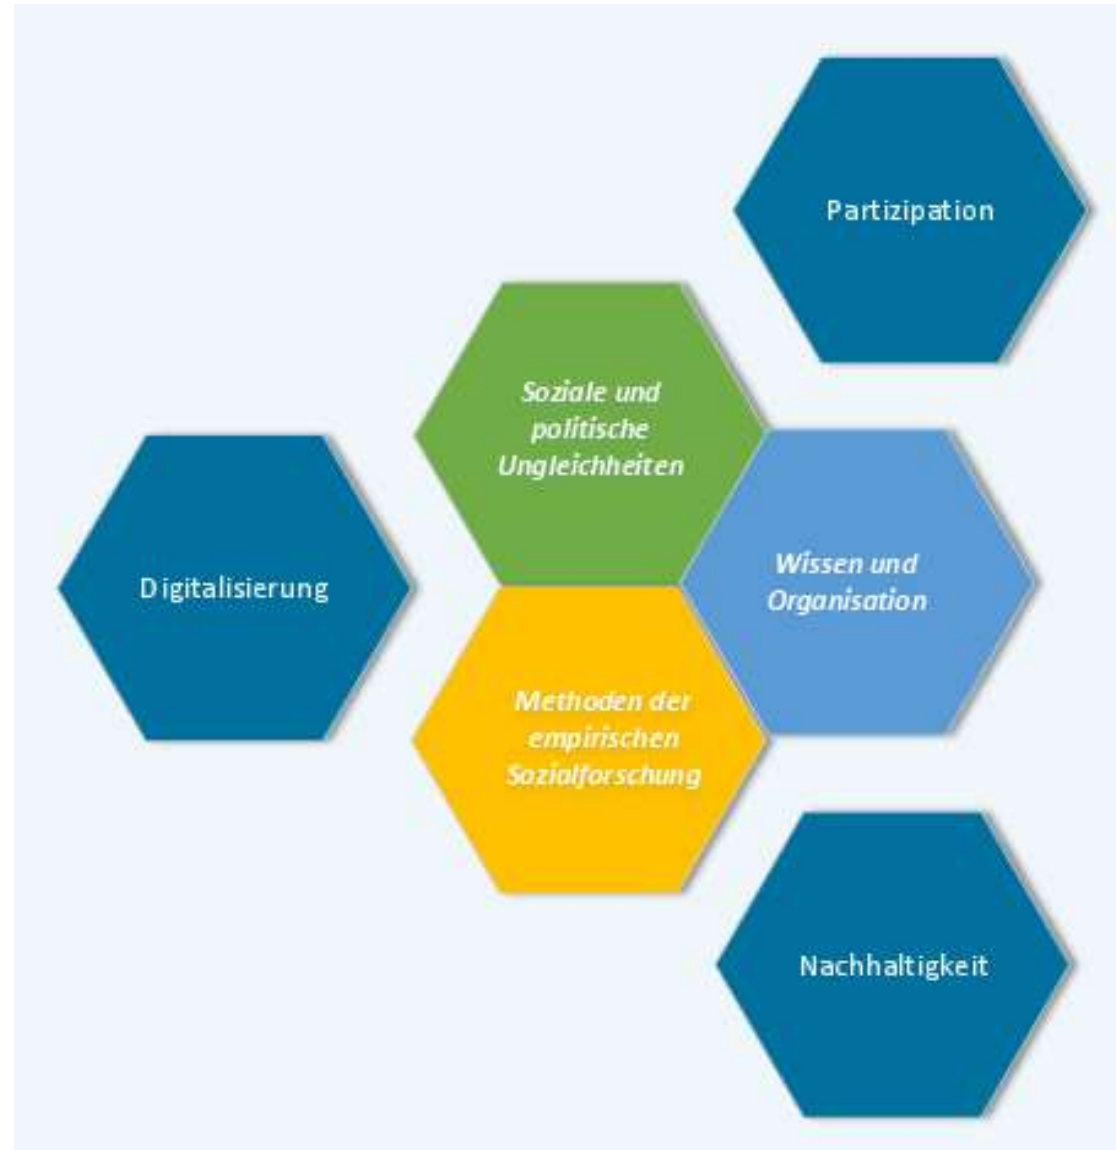 Partizipation
Soziale und
politische
Ungleichheiten
Digitalisierung
Wissen und
Organisation
Methoden der
empirischen
Sozialforschung
Nachhaltigkeit